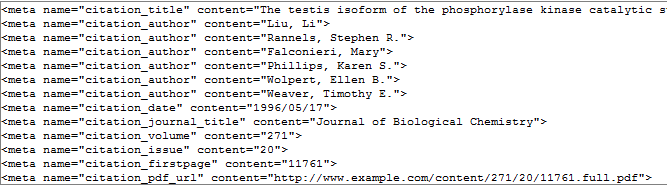 <meta name="citation_title" content="The testis isoform of the phosphorylase kinase catalytic
<meta name="citation_author" content="Liu, Li">
<meta name="citation_author" content="Rannels, Stephen R.">
<meta name="citation_author" content="Falconieri, Mary">
<meta name="citation_author" content="Phillips, Karen S.">
<meta name="citation_author" content="Wolpert, Ellen B.">
<meta name="citation_author" content="Weaver, Timothy E.">
<meta name="citation_date" content="1996/05/17">
<meta name="citation_journal_title" content="Journal of Biological Chemistry">
<meta name="citation_volume" content="271">
<meta name="citation_issue" content="20">
<meta name="citation_firstpage" content="11761">
<meta name="citation_pdf_url" content="http://www.example.com/content/271/20/11761.full.pdf">